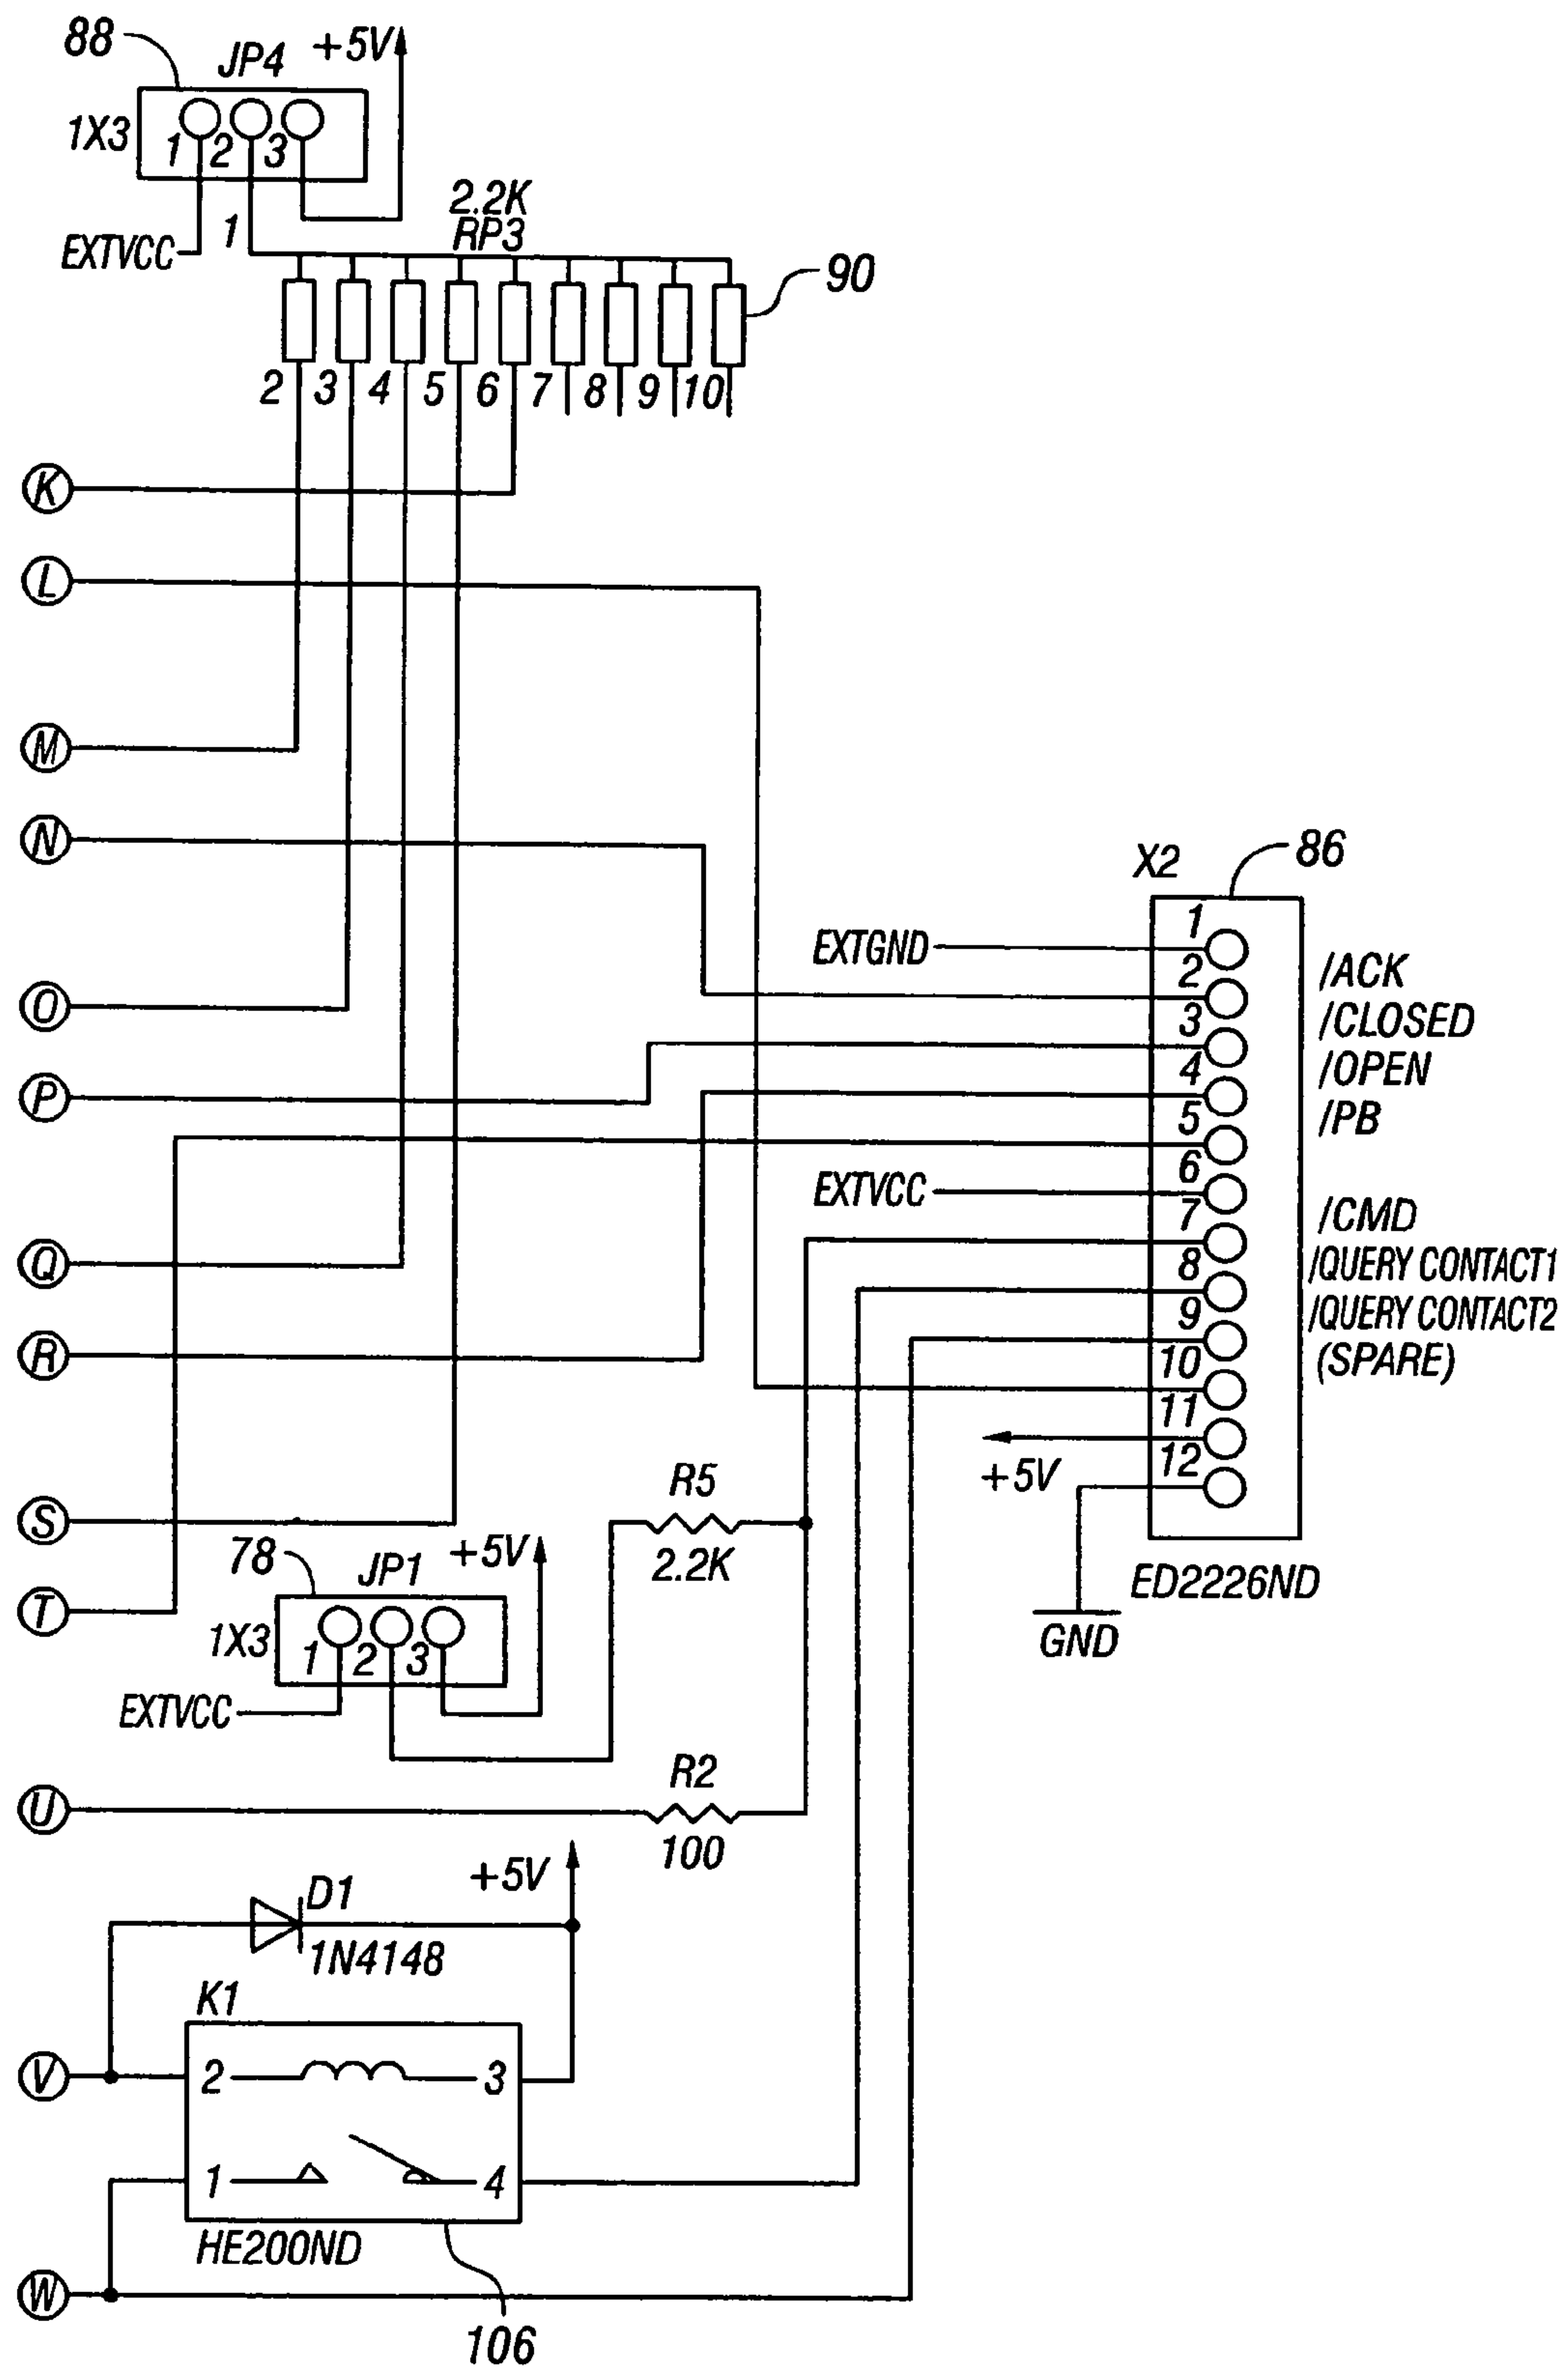 88
JP4
+5V
1X3
1 2 3
EXTVCC
1
2.2K
RP3
90
2 3 4 5 6 7 8 9 10
K
L
M
N
O
P
Q
R
S
T
U
V
W
X2
86
EXTGND
EXTVCC
1
2
3
4
5
6
7
8
9
10
11
12
/ACK
/CLOSED
/OPEN
/PB
/CMD
/QUERY CONTACT1
/QUERY CONTACT2
(SPARE)
+5V
GND
ED2226ND
R5
2.2K
78
JP1
+5V
1X3
1 2 3
EXTVCC
R2
100
+5V
D1
1N4148
K1
2 3
1 4
HE200ND
106